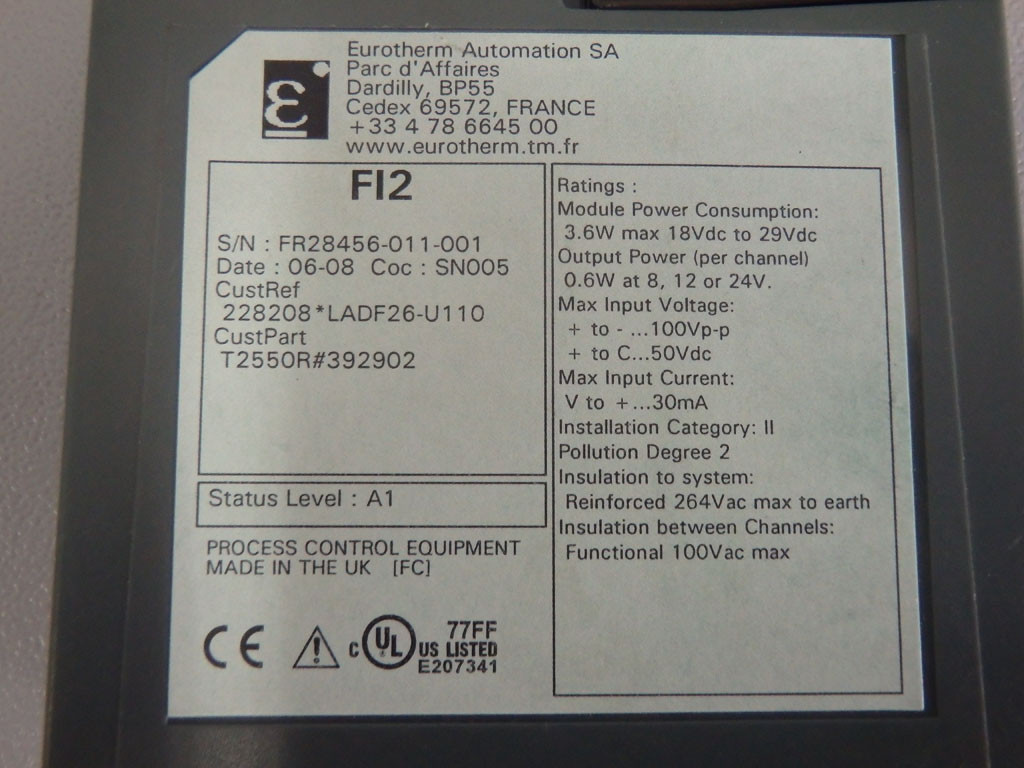 Eurotherm Automation SA
Parc d'Affaires
Dardilly, BP55
Cedex 69572, FRANCE
+33 4 78 6645 00
www.eurotherm.tm.fr
FI2
S/N : FR28456-011-001
Date : 06-08 Coc : SN005
CustRef
228208*LADF26-U110
CustPart
T2550R#392902
Status Level : A1
PROCESS CONTROL EQUIPMENT
MADE IN THE UK [FC]
CE
C UL US LISTED
77FF
E207341
Ratings :
Module Power Consumption:
3.6W max 18Vdc to 29Vdc
Output Power (per channel)
0.6W at 8, 12 or 24V.
Max Input Voltage:
+ to - ...100Vp-p
+ to C...50Vdc
Max Input Current:
V to +...30mA
Installation Category: II
Pollution Degree 2
Insulation to system:
Reinforced 264Vac max to earth
Insulation between Channels:
Functional 100Vac max